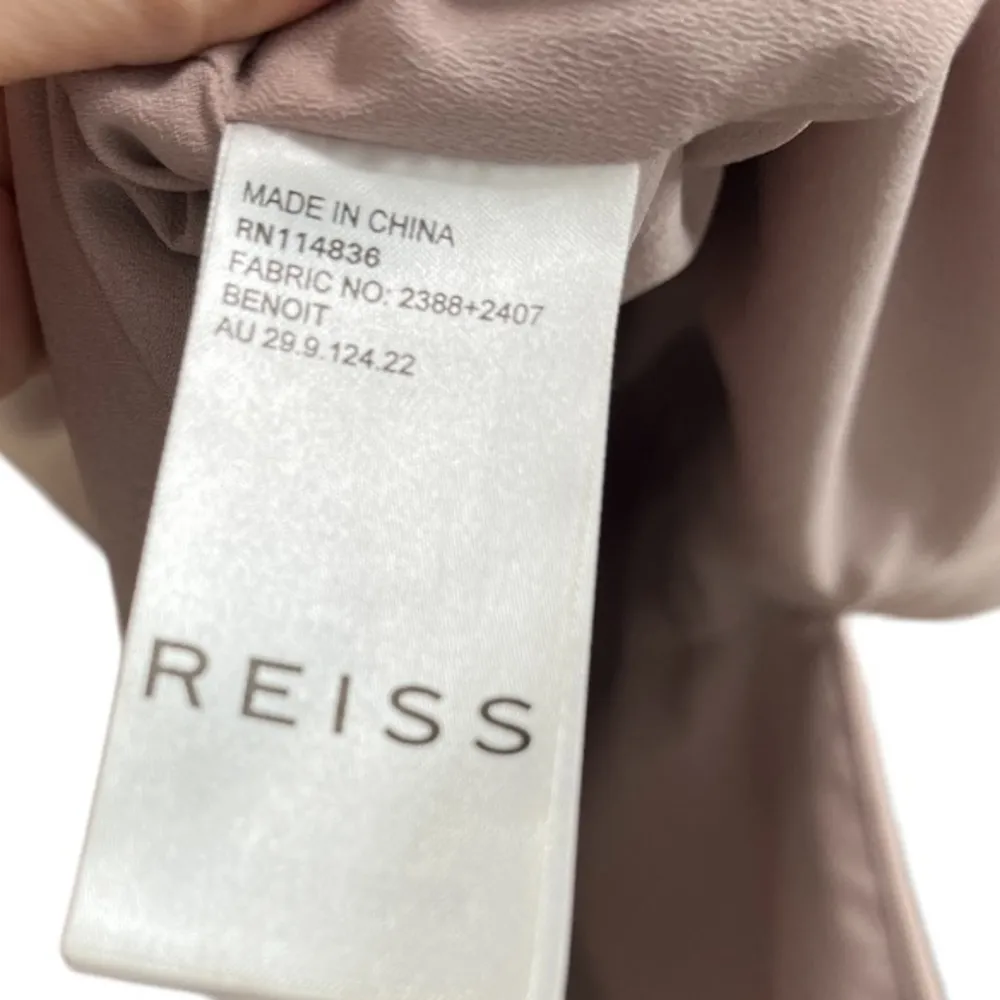 MADE IN CHINA
RN114836
FABRIC NO: 2388+2407
BENOIT
AU 29.9.124.22
REISS